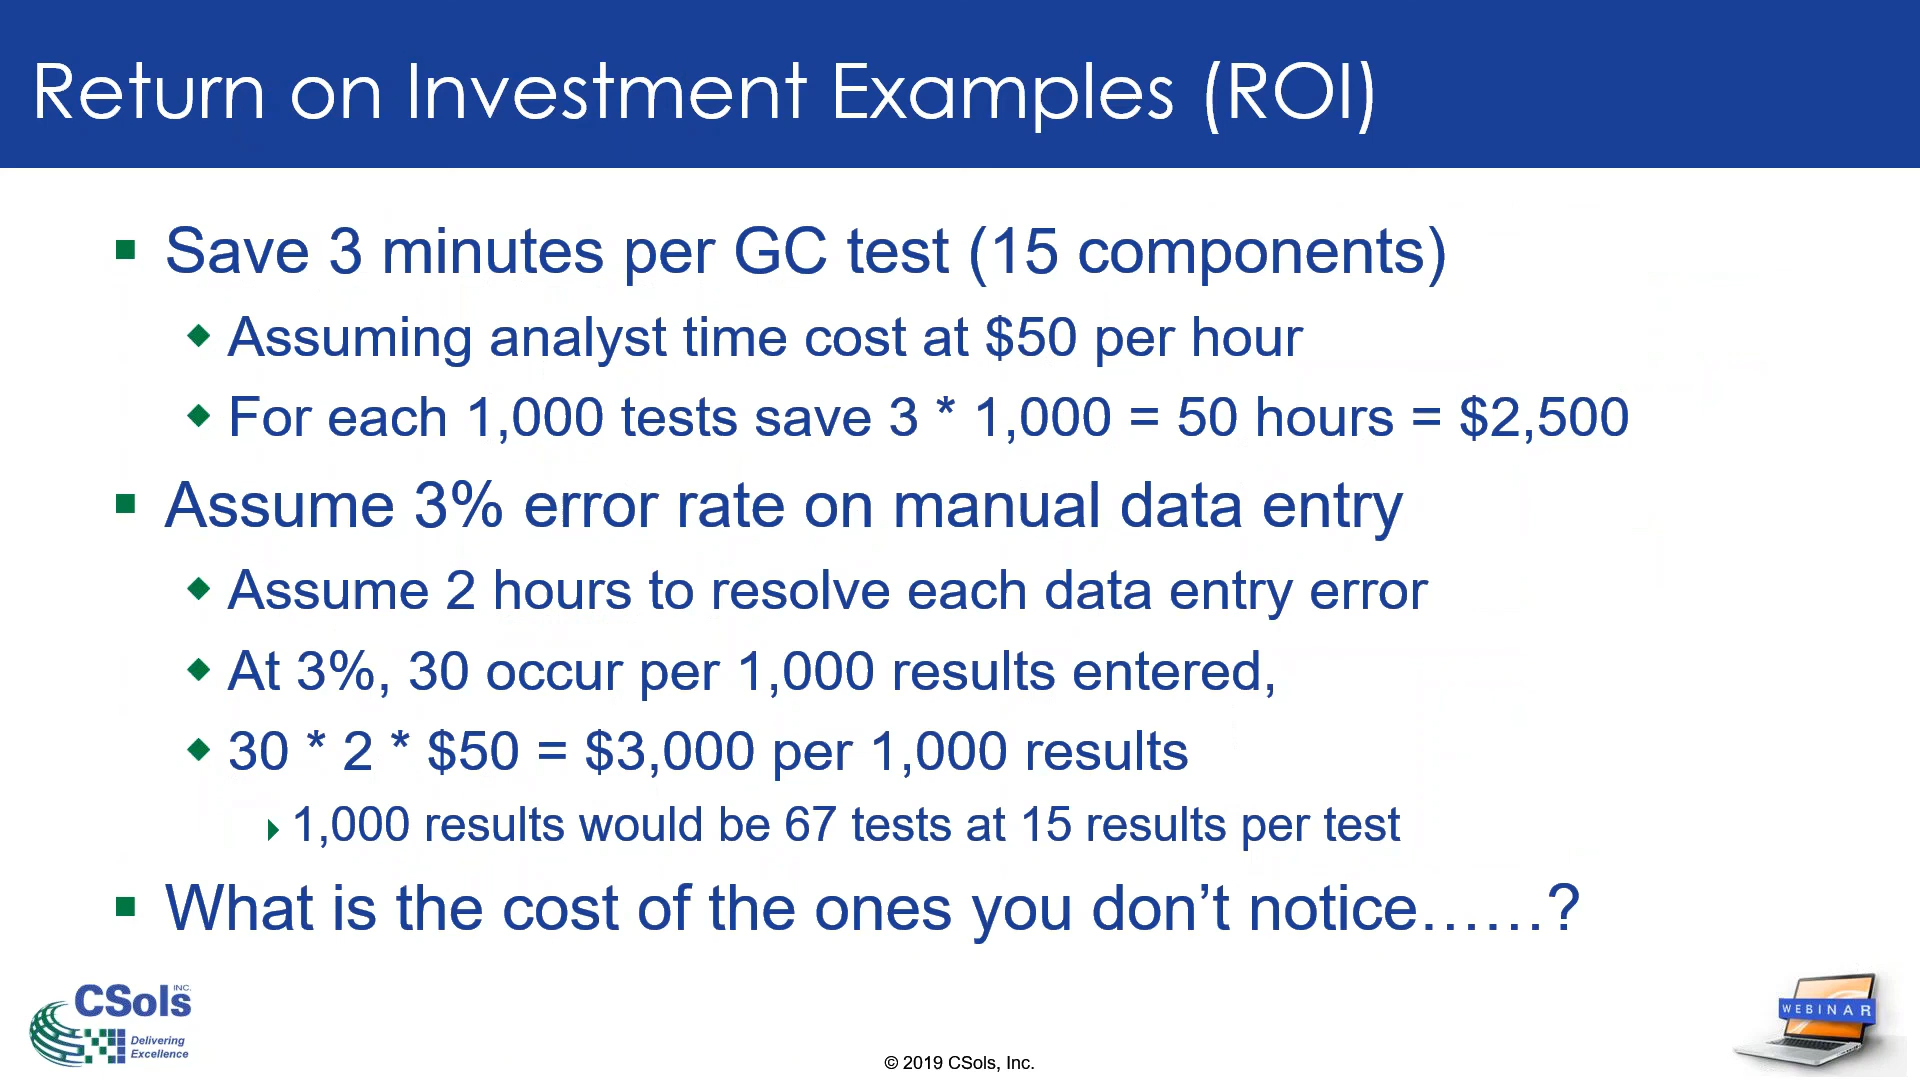 Return on Investment Examples (ROI)
Save 3 minutes per GC test (15 components)
Assuming analyst time cost at $50 per hour
For each 1,000 tests save 3 * 1,000 = 50 hours = $2,500
Assume 3% error rate on manual data entry
Assume 2 hours to resolve each data entry error
At 3%, 30 occur per 1,000 results entered,
30 * 2 * $50 = $3,000 per 1,000 results
1,000 results would be 67 tests at 15 results per test
What is the cost of the ones you don’t notice……?
CSols INC.
Delivering
Excellence
© 2019 CSols, Inc.
WEBINAR